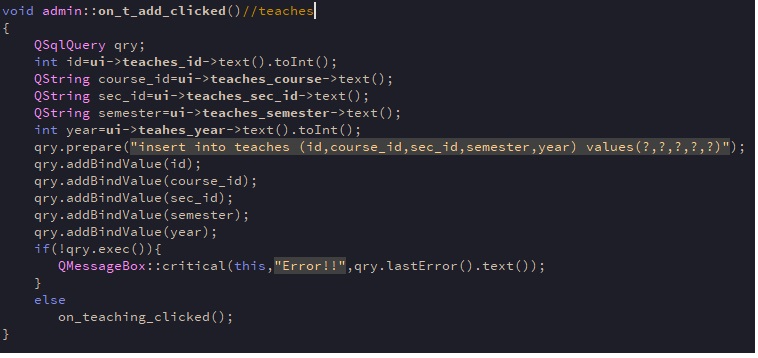 void admin::on_t_add_clicked()//teaches
{
    QSqlQuery qry;
    int id=ui->teaches_id->text().toInt();
    QString course_id=ui->teaches_course->text();
    QString sec_id=ui->teaches_sec_id->text();
    QString semester=ui->teaches_semester->text();
    int year=ui->teahes_year->text().toInt();
    qry.prepare("insert into teaches (id,course_id,sec_id,semester,year) values(?,?,?,?,?)");
    qry.addBindValue(id);
    qry.addBindValue(course_id);
    qry.addBindValue(sec_id);
    qry.addBindValue(semester);
    qry.addBindValue(year);
    if(!qry.exec()){
       QMessageBox::critical(this,"Error!!",qry.lastError().text());
    }
    else
       on_teaching_clicked();
}